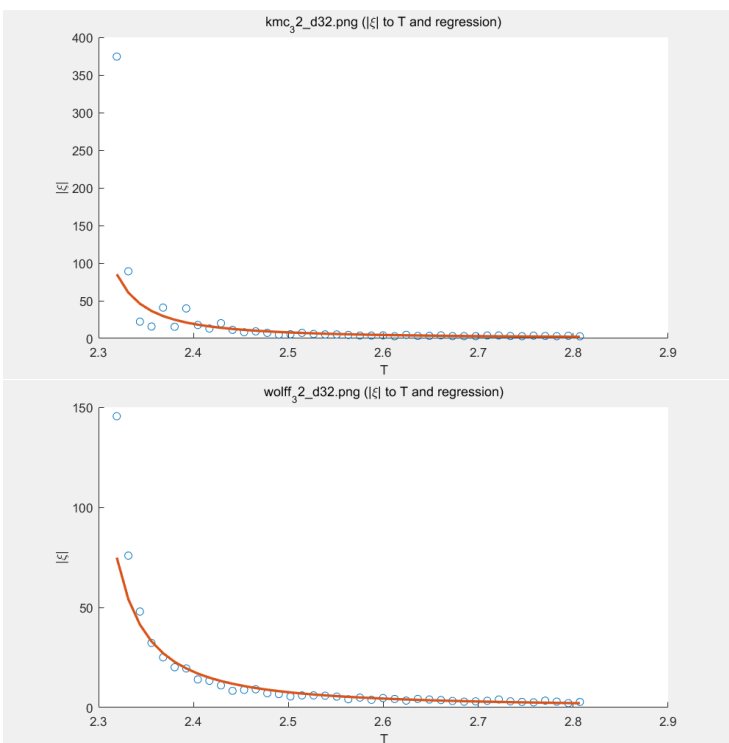 kmc₃2_d32.png (|ξ| to T and regression)
400
350
300
250
200
150
100
50
0
|ξ|
2.3 2.4 2.5 2.6 2.7 2.8 2.9
T
wolff₃2_d32.png (|ξ| to T and regression)
150
100
50
0
|ξ|
2.3 2.4 2.5 2.6 2.7 2.8 2.9
T